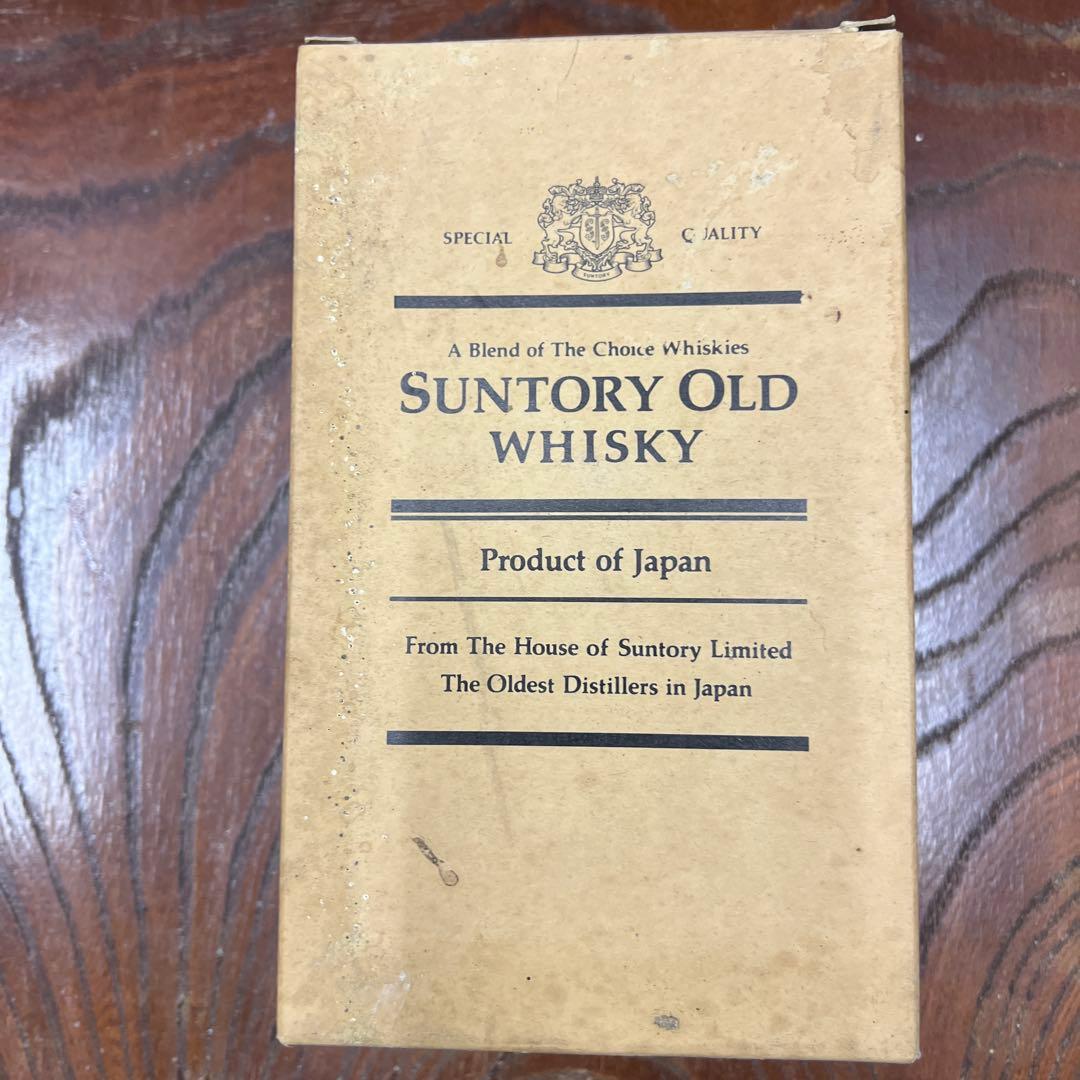 SPECIAL QUALITY
SUNTORY
A Blend of The Choice Whiskies
SUNTORY OLD
WHISKY
Product of Japan
From The House of Suntory Limited
The Oldest Distillers in Japan